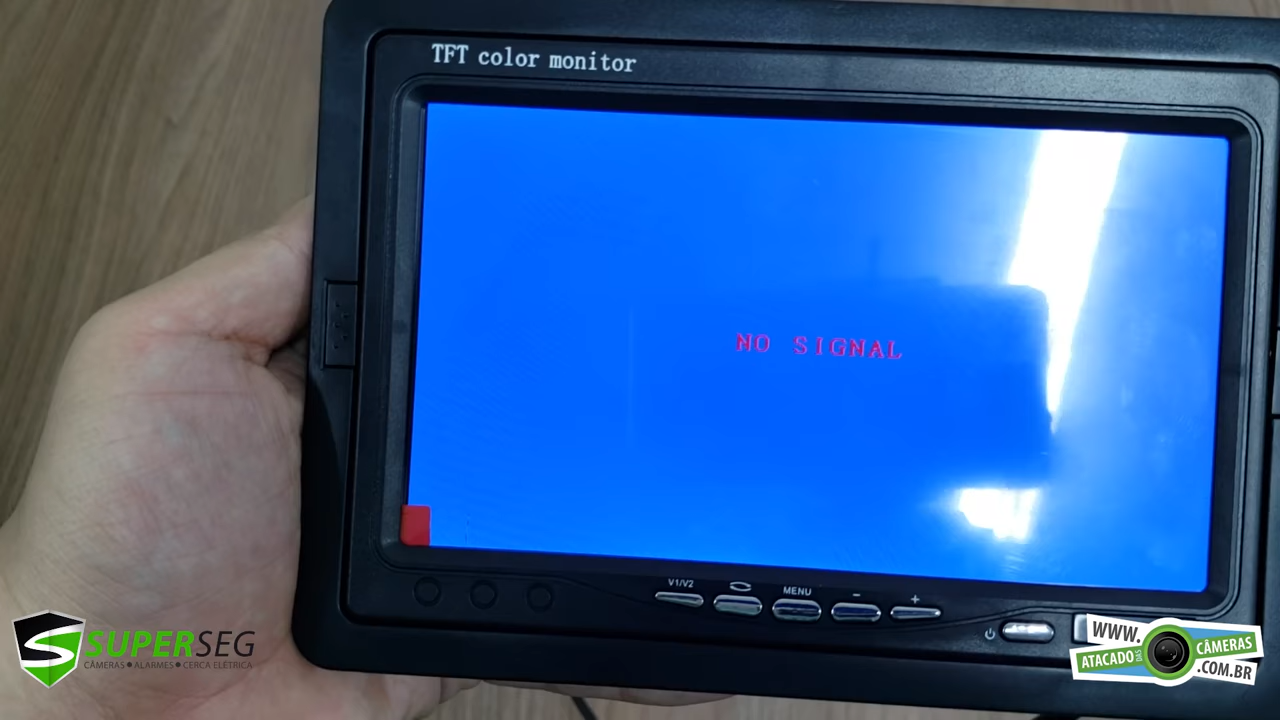 TFT color monitor
NO SIGNAL
V1/V2
MENU
-
+
SUPERSEG
CÂMERAS • ALARMES • CERCA ELÉTRICA
WWW.
ATACADO DAS CÂMERAS
.COM.BR